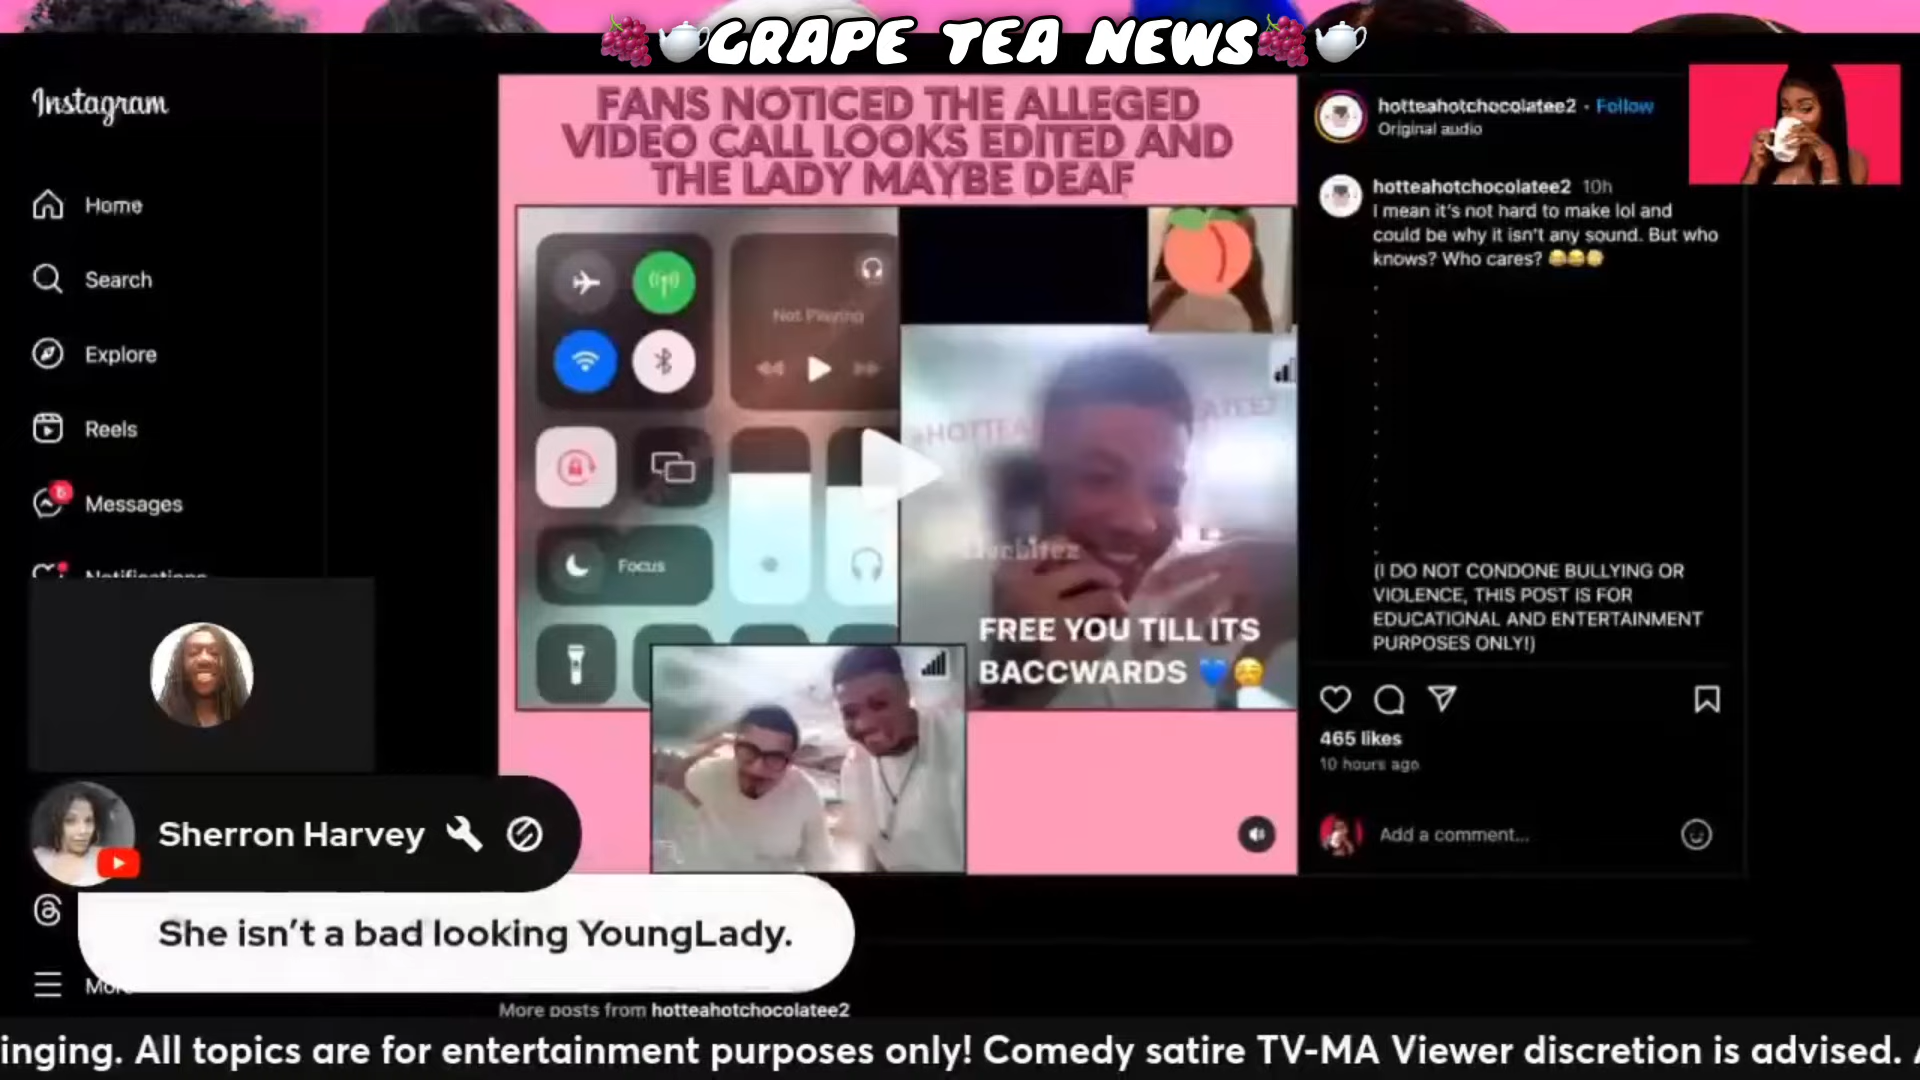 GRAPE TEA NEWS
Instagram
Home
Search
Explore
Reels
Messages
Notifications
More
FANS NOTICED THE ALLEGED
VIDEO CALL LOOKS EDITED AND
THE LADY MAYBE DEAF
Not Playing
Focus
FREE YOU TILL ITS
BACCWARDS 💙😌
hotteahotchocolatee2 · Follow
Original audio
hotteahotchocolatee2 10h
I mean it's not hard to make lol and
could be why it isn't any sound. But who
knows? Who cares? 😂😂😂
(I DO NOT CONDONE BULLYING OR
VIOLENCE, THIS POST IS FOR
EDUCATIONAL AND ENTERTAINMENT
PURPOSES ONLY!)
465 likes
10 hours ago
Add a comment...
Sherron Harvey
She isn't a bad looking YoungLady.
More posts from hotteahotchocolatee2
inging. All topics are for entertainment purposes only! Comedy satire TV-MA Viewer discretion is advised. A